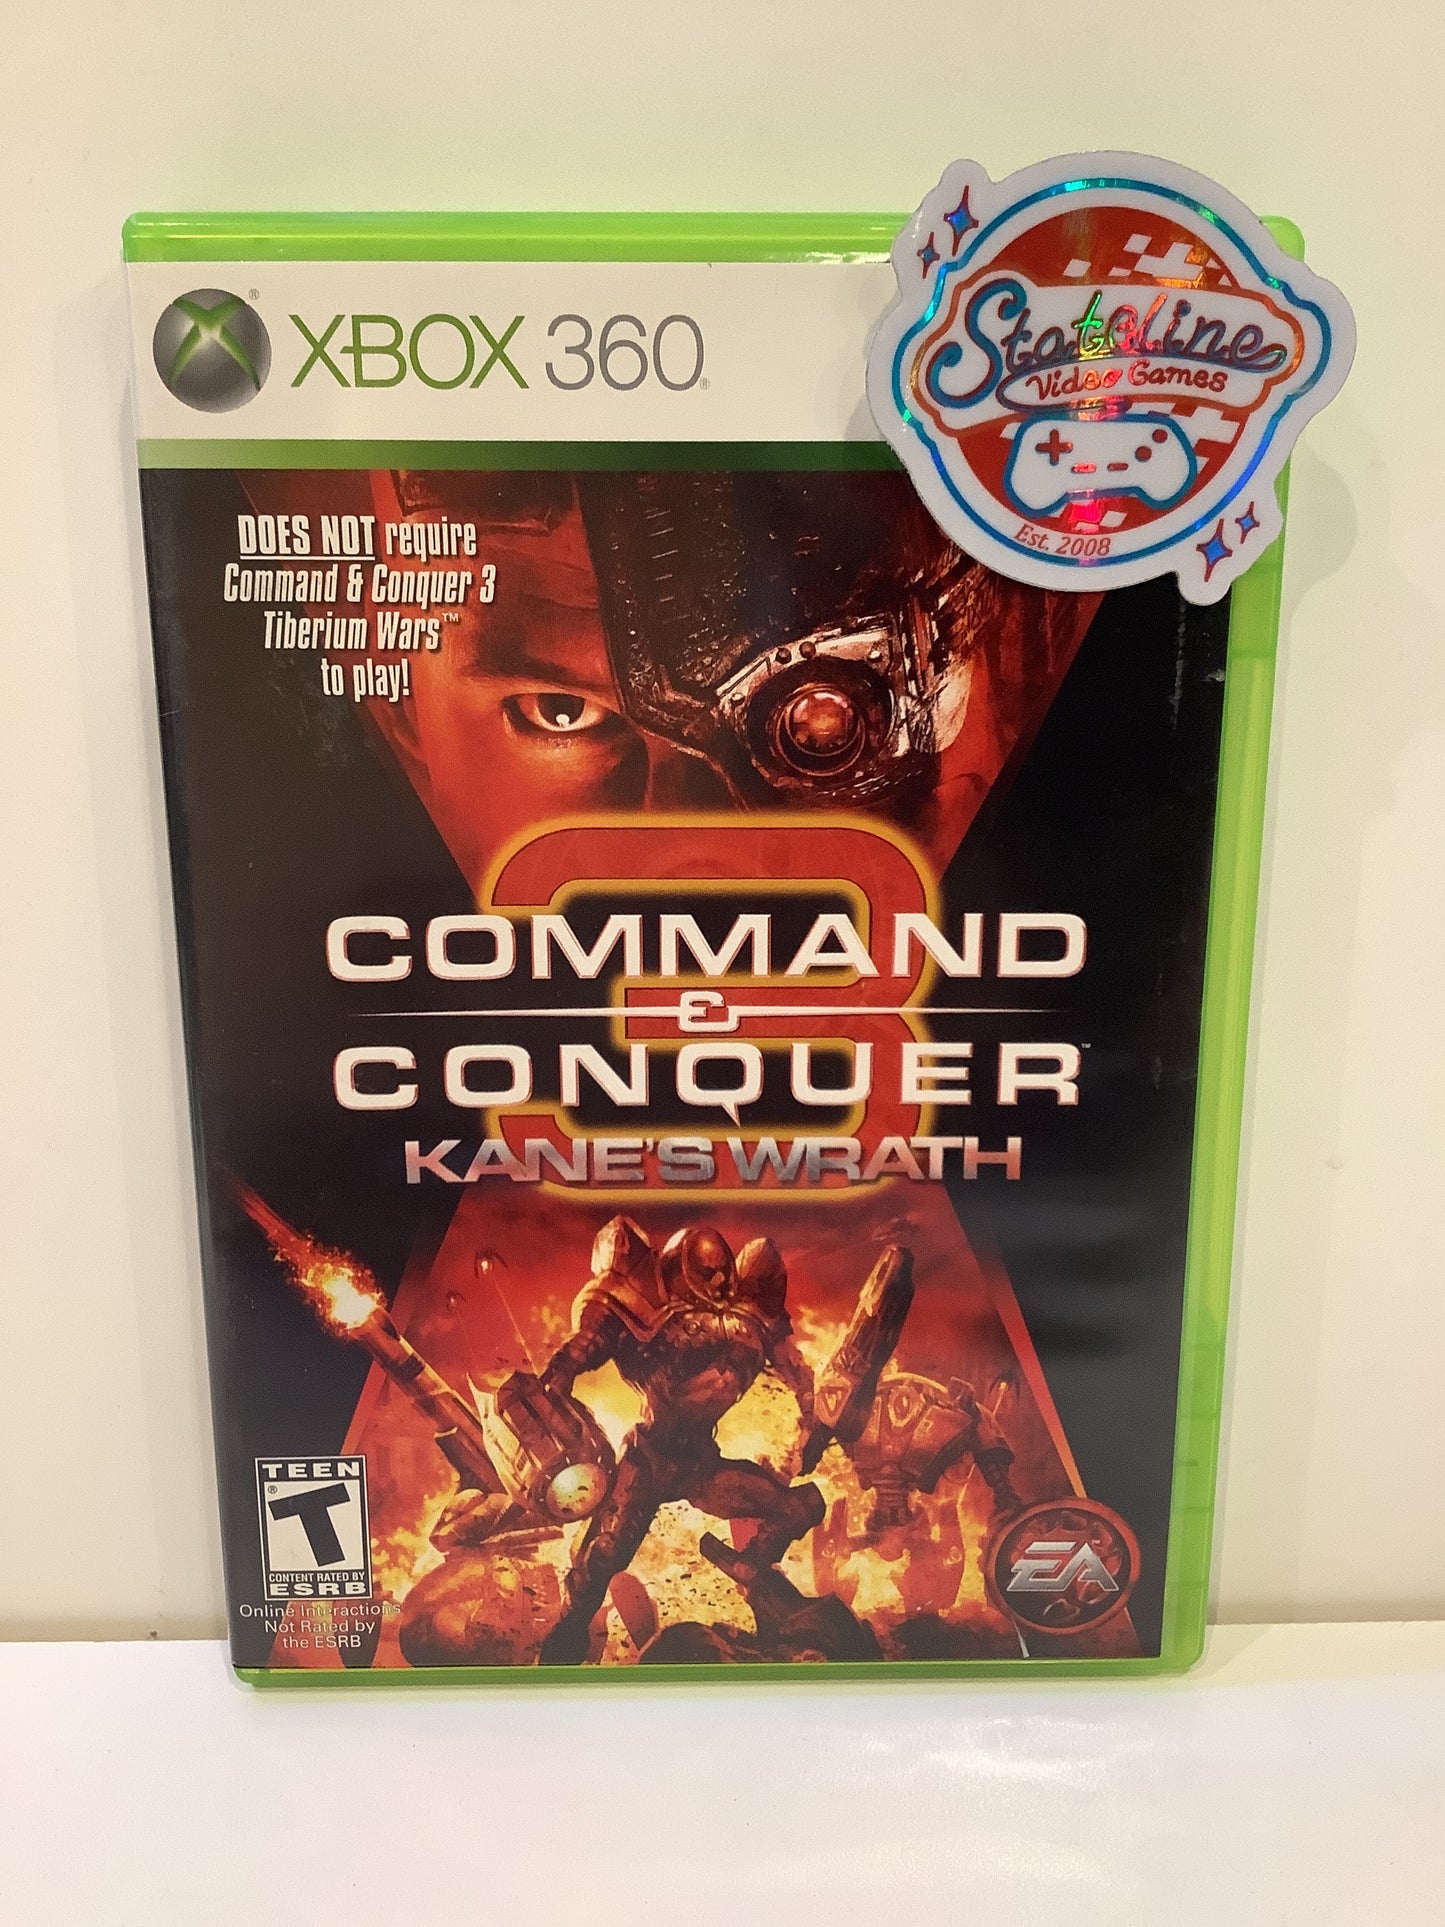 XBOX 360
Stateline
Video Games
Est. 2008
DOES NOT require
Command & Conquer 3
Tiberium Wars™
to play!
3
COMMAND
&
CONQUER™
KANE'S WRATH
TEEN
T
CONTENT RATED BY
ESRB
Online Interactions
Not Rated by
the ESRB
EA